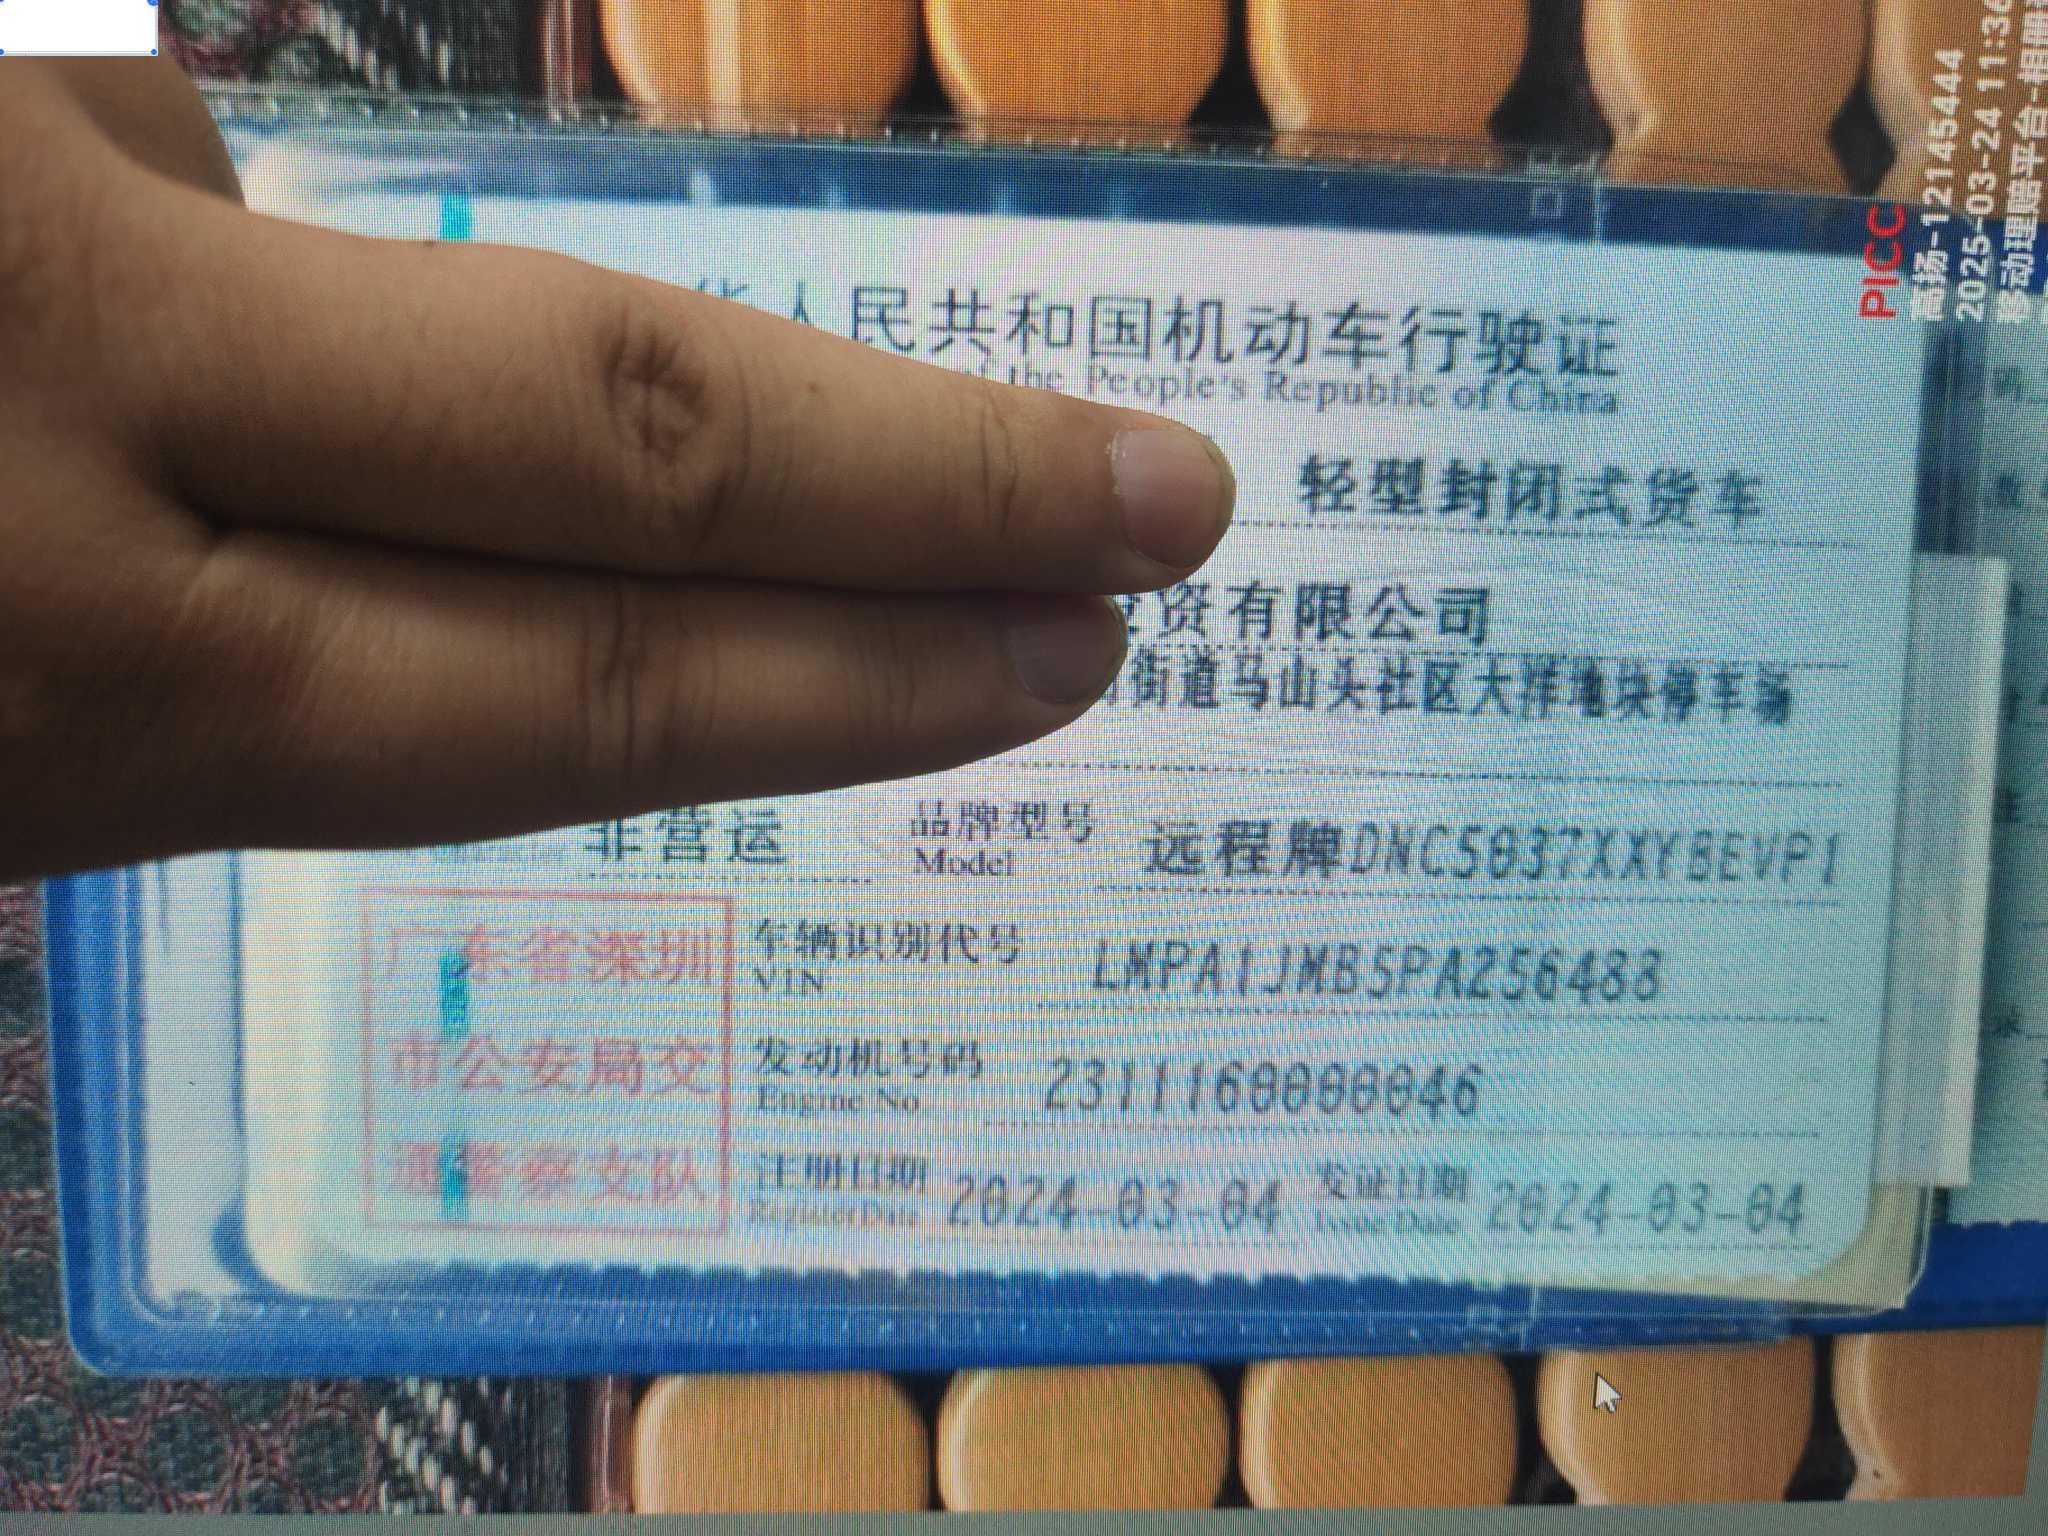 华人民共和国机动车行驶证
of the People's Republic of China
轻型封闭式货车
资有限公司
街道马山头社区大洋地块停车场
非营运
品牌型号
Model
远程牌DNC5037XXYBEVP1
广东省深圳
市公安局交
通警察支队
车辆识别代号
VIN
LMPA1JMB5PA256488
发动机号码
Engine No
2311160000046
注册日期
Register Date
2024-03-04
发证日期
Issue Date
2024-03-04
PICC
高扬-12145444
2025-03-24 11:36
移动理赔平台-相册